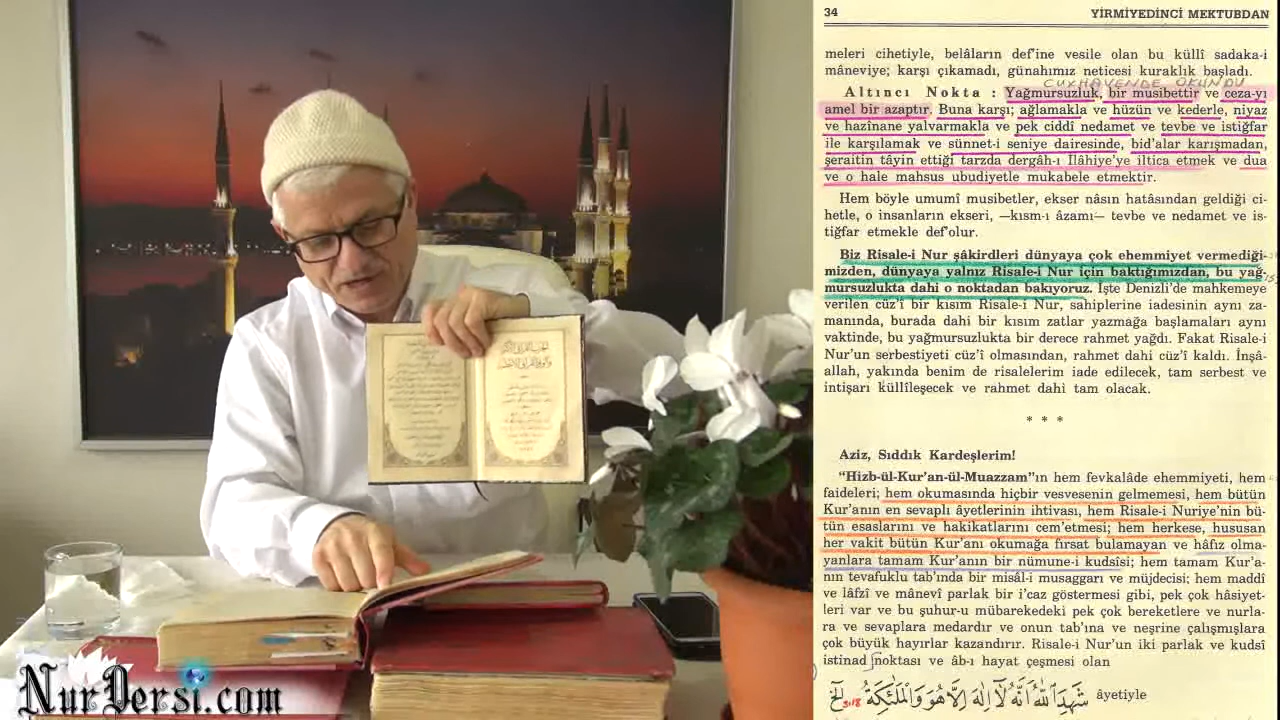 34 YİRMİYEDİNCİ MEKTUBDAN
meleri cihetiyle, belâların def'ine vesile olan bu küllî sadaka-i
mâneviye; karşı çıkamadı, günahımız neticesi kuraklık başladı.
CUXHAVENDE OKUNDU
Altıncı Nokta : Yağmursuzluk, bir musibettir ve ceza-yı
amel bir azaptır. Buna karşı; ağlamakla ve hüzün ve kederle, niyaz
ve hazînane yalvarmakla ve pek ciddî nedamet ve tevbe ve istiğfar
ile karşılamak ve sünnet-i seniye dairesinde, bid'alar karışmadan,
şeraitin tâyin ettiği tarzda dergâh-ı İlâhiye'ye iltica etmek ve dua
ve o hale mahsus ubudiyetle mukabele etmektir.
Hem böyle umumî musibetler, ekser nâsın hatâsından geldiği ci-
hetle, o insanların ekseri, —kısm-ı âzamı— tevbe ve nedamet ve is-
tiğfar etmekle def'olur.
Biz Risale-i Nur şâkirdleri dünyaya çok ehemmiyet vermediği-
mizden, dünyaya yalnız Risale-i Nur için baktığımızdan, bu yağ-
mursuzlukta dahi o noktadan bakıyoruz. İşte Denizli'de mahkemeye
verilen cüz'î bir kısım Risale-i Nur, sahiplerine iadesinin aynı za-
manında, burada dahi bir kısım zatlar yazmağa başlamaları aynı
vaktinde, bu yağmursuzlukta bir derece rahmet yağdı. Fakat Risale-i
Nur'un serbestiyeti cüz'î olmasından, rahmet dahi cüz'î kaldı. İnşâ-
allah, yakında benim de risalelerim iade edilecek, tam serbest ve
intişarı küllîleşecek ve rahmet dahi tam olacak.
* * *
Aziz, Sıddık Kardeşlerim!
"Hizb-ül-Kur'an-ül-Muazzam"ın hem fevkalâde ehemmiyeti, hem
faideleri; hem okumasında hiçbir vesvesenin gelmemesi, hem bütün
Kur'anın en sevaplı âyetlerinin ihtivası, hem Risale-i Nuriye'nin bü-
tün esaslarını ve hakikatlarını cem'etmesi; hem herkese, hususan
her vakit bütün Kur'anı okumağa fırsat bulamayan ve hâfız olma-
yanlara tamam Kur'anın bir nümune-i kudsîsi; hem tamam Kur'a-
nın tevafuklu tab'ında bir misâl-i musaggarı ve müjdecisi; hem maddî
ve lâfzî ve mânevî parlak bir i'caz göstermesi gibi, pek çok hâsiyet-
leri var ve bu şuhur-u mübarekedeki pek çok bereketlere ve nurla-
ra ve sevaplara medardır ve onun tab'ına ve neşrine çalışmışlara
çok büyük hayırlar kazandırır. Risale-i Nur'un iki parlak ve kudsî
istinad noktası ve âb-ı hayat çeşmesi olan
شَهِدَ اللّٰهُ اَنَّهُ لَا اِلٰهَ اِلَّا هُوَ وَالْمَلٰٓئِكَةُ 3:18 الخ âyetiyle
NurDersi.com